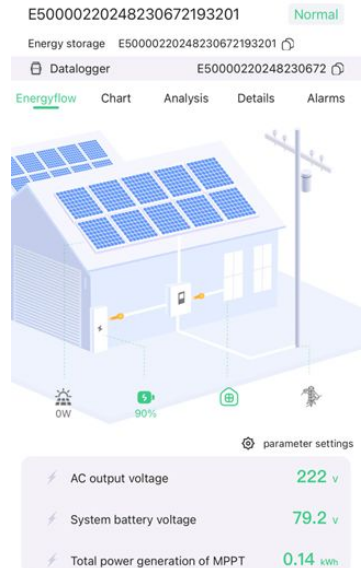 E50000220248230672193201 Normal
Energy storage E50000220248230672193201
Datalogger E50000220248230672
Energyflow Chart Analysis Details Alarms
0W 90%
parameter settings
AC output voltage 222 v
System battery voltage 79.2 v
Total power generation of MPPT 0.14 kWh